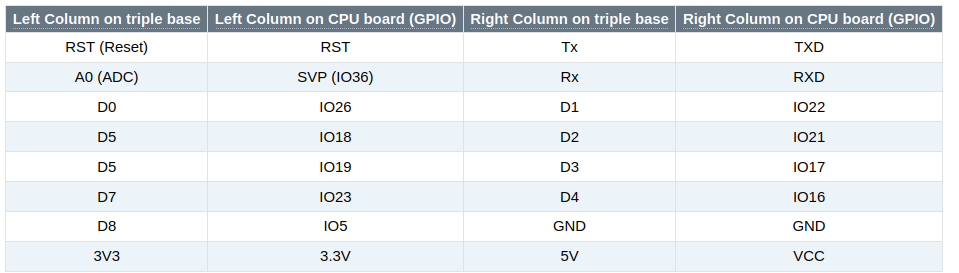 Left Column on triple base Left Column on CPU board (GPIO) Right Column on triple base Right Column on CPU board (GPIO)
RST (Reset) RST Tx TXD
A0 (ADC) SVP (IO36) Rx RXD
D0 IO26 D1 IO22
D5 IO18 D2 IO21
D5 IO19 D3 IO17
D7 IO23 D4 IO16
D8 IO5 GND GND
3V3 3.3V 5V VCC